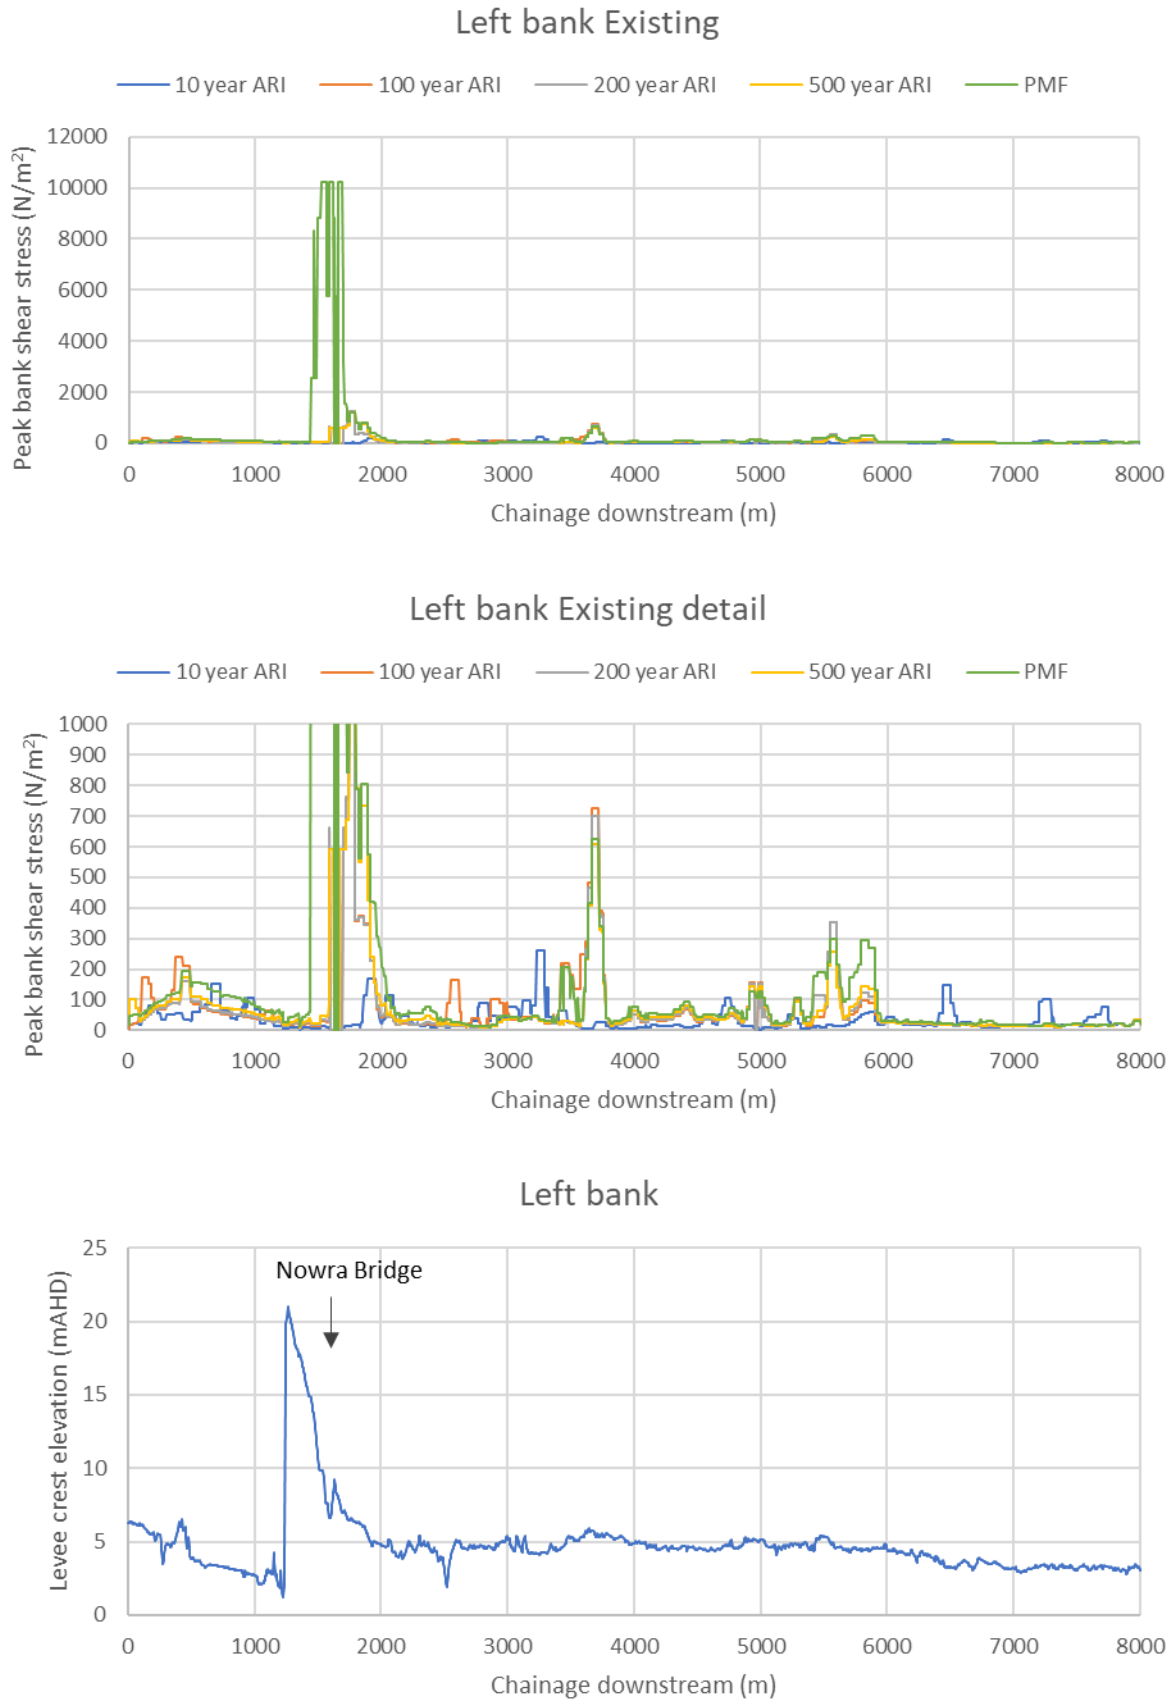 Left bank Existing
10 year ARI 100 year ARI 200 year ARI 500 year ARI PMF
Peak bank shear stress (N/m²)
12000
10000
8000
6000
4000
2000
0
0 1000 2000 3000 4000 5000 6000 7000 8000
Chainage downstream (m)
Left bank Existing detail
10 year ARI 100 year ARI 200 year ARI 500 year ARI PMF
Peak bank shear stress (N/m²)
1000
900
800
700
600
500
400
300
200
100
0
0 1000 2000 3000 4000 5000 6000 7000 8000
Chainage downstream (m)
Left bank
Levee crest elevation (mAHD)
25
Nowra Bridge
20
15
10
5
0
0 1000 2000 3000 4000 5000 6000 7000 8000
Chainage downstream (m)